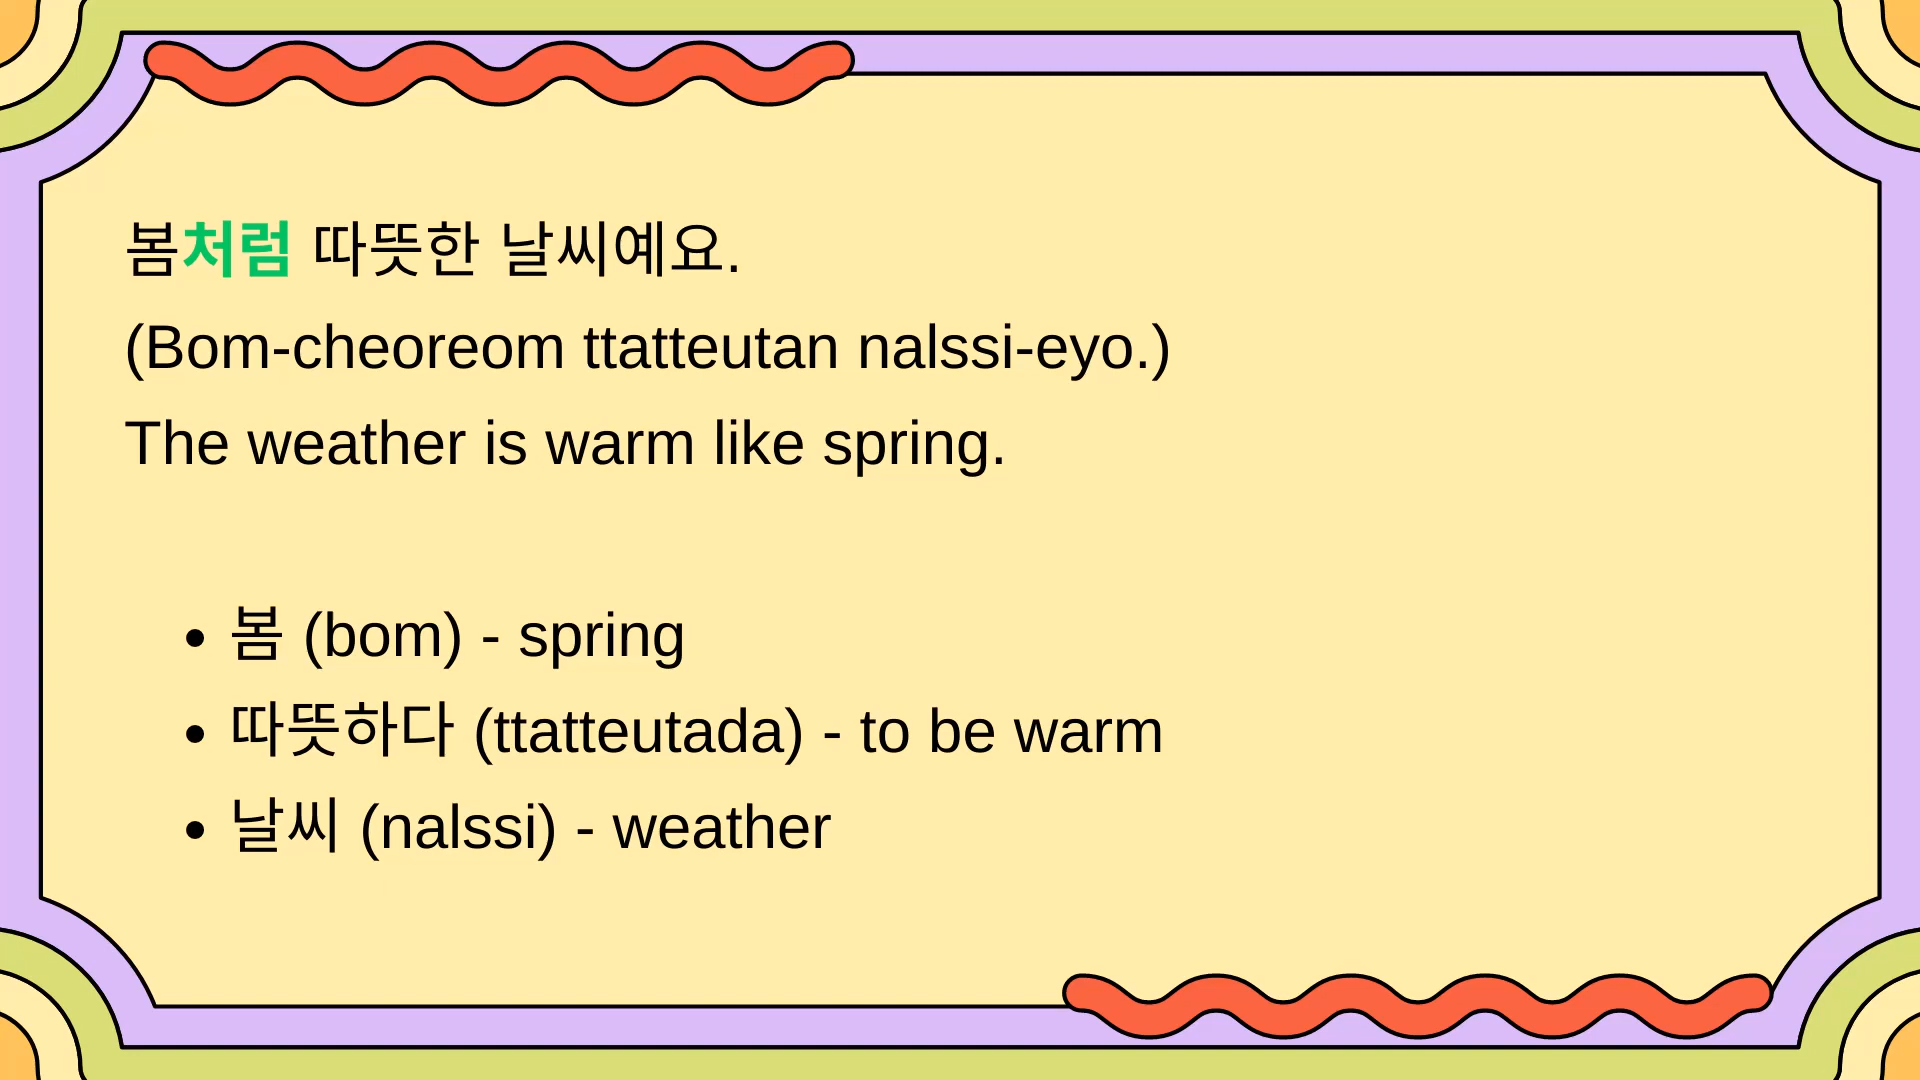 봄처럼 따뜻한 날씨예요.
(Bom-cheoreom ttatteutan nalssi-eyo.)
The weather is warm like spring.
• 봄 (bom) - spring
• 따뜻하다 (ttatteutada) - to be warm
• 날씨 (nalssi) - weather